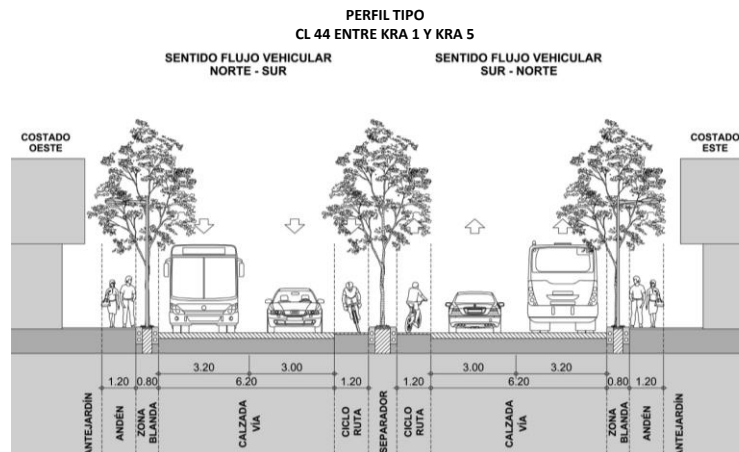 PERFIL TIPO
CL 44 ENTRE KRA 1 Y KRA 5
SENTIDO FLUJO VEHICULAR
NORTE - SUR
SENTIDO FLUJO VEHICULAR
SUR - NORTE
COSTADO
OESTE
COSTADO
ESTE
3.20 3.00 3.00 3.20
1.20 0.80 6.20 1.20 1.20 6.20 0.80 1.20
ANTEJARDÍN
ANDÉN
ZONA
BLANDA
CALZADA
VÍA
CICLO
RUTA
SEPARADOR
CICLO
RUTA
CALZADA
VÍA
ZONA
BLANDA
ANDÉN
ANTEJARDÍN